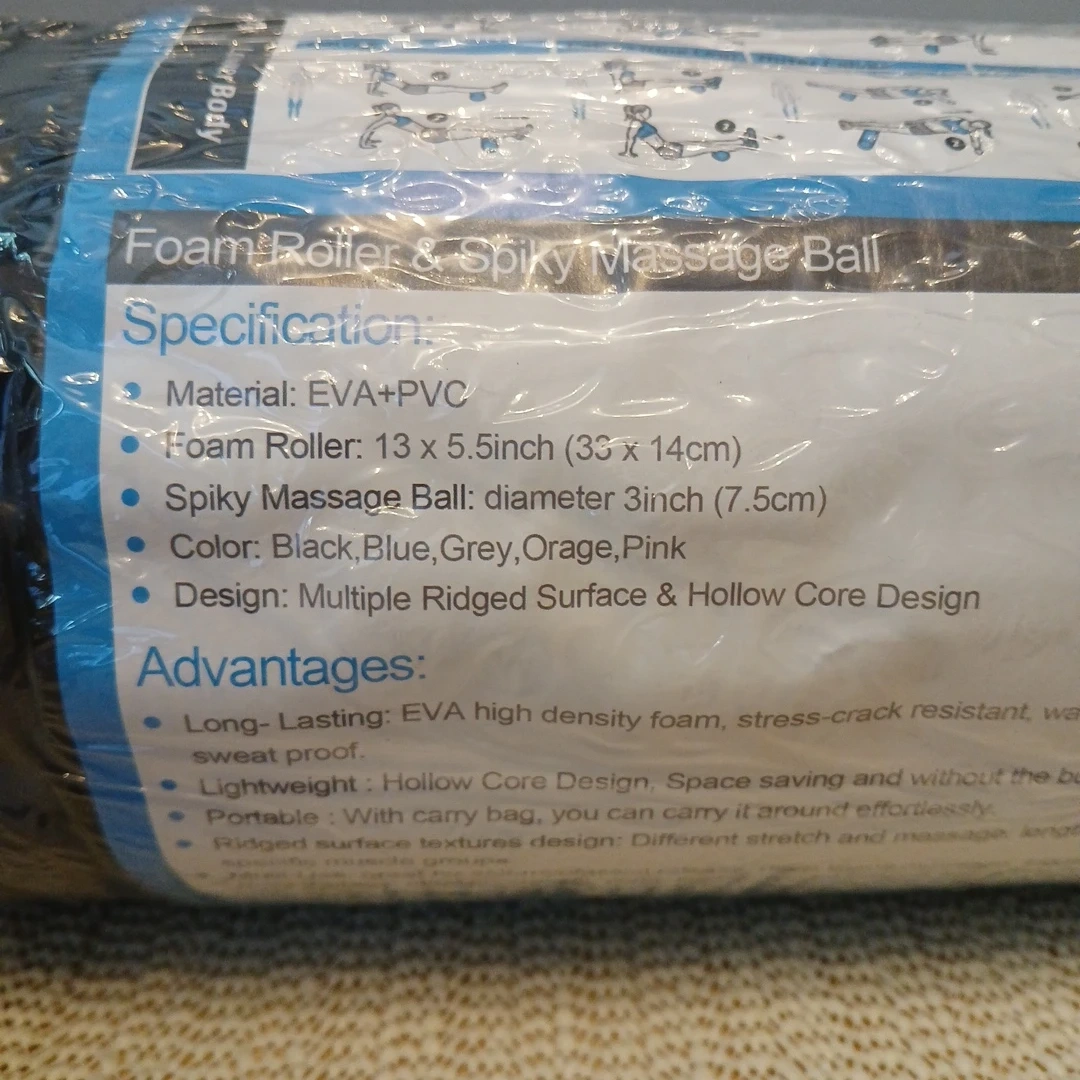 Body
Foam Roller & Spiky Massage Ball
Specification:
Material: EVA+PVC
Foam Roller: 13 x 5.5inch (33 x 14cm)
Spiky Massage Ball: diameter 3inch (7.5cm)
Color: Black,Blue,Grey,Orage,Pink
Design: Multiple Ridged Surface & Hollow Core Design
Advantages:
Long- Lasting: EVA high density foam, stress-crack resistant, wa
sweat proof.
Lightweight : Hollow Core Design, Space saving and without the
Portable : With carry bag, you can carry it around effortlessly.
Ridged surface textures design: Different stretch and massage
specific muscle groups